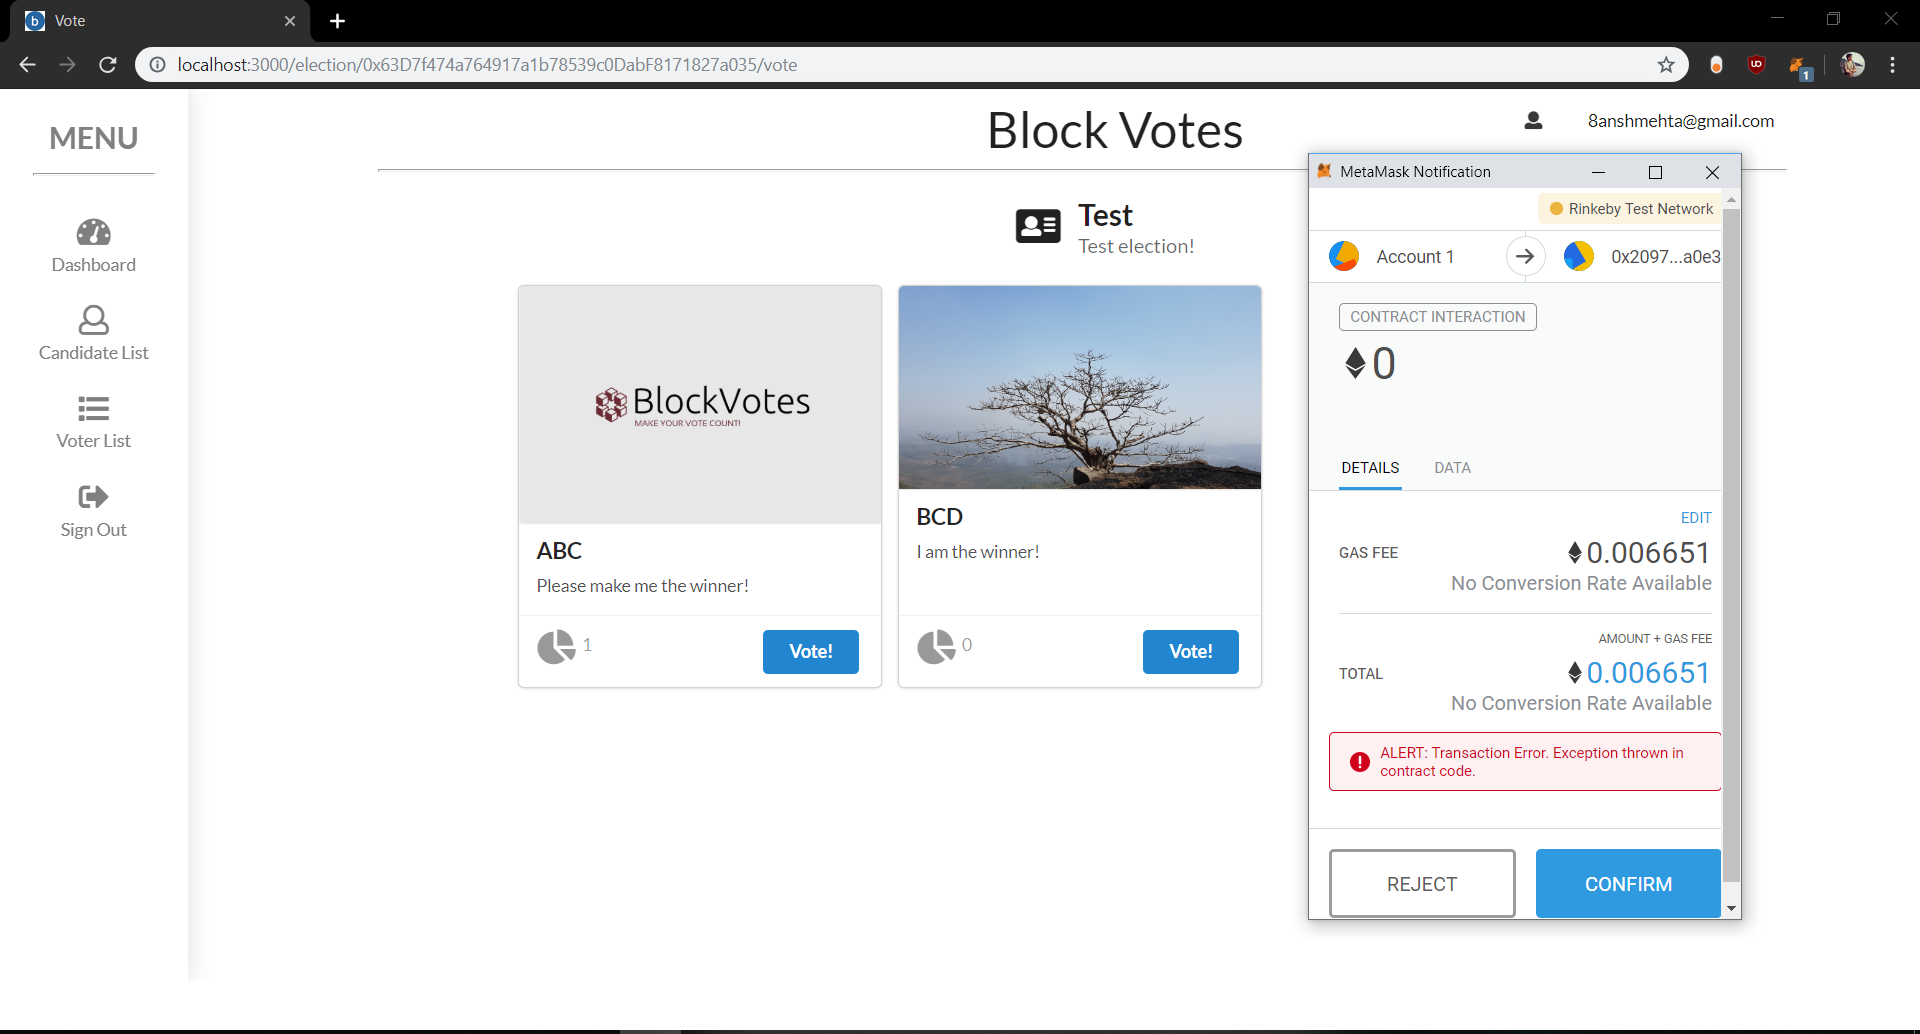 Vote
localhost:3000/election/0x63D7f474a764917a1b78539c0DabF8171827a035/vote
1
MENU
Dashboard
Candidate List
Voter List
Sign Out
Block Votes
8anshmehta@gmail.com
Test
Test election!
BlockVotes
MAKE YOUR VOTE COUNT!
ABC
Please make me the winner!
1
Vote!
BCD
I am the winner!
0
Vote!
MetaMask Notification
Rinkeby Test Network
Account 1
0x2097...a0e3
CONTRACT INTERACTION
0
DETAILS DATA
EDIT
GAS FEE 0.006651
No Conversion Rate Available
AMOUNT + GAS FEE
TOTAL 0.006651
No Conversion Rate Available
ALERT: Transaction Error. Exception thrown in
contract code.
REJECT CONFIRM